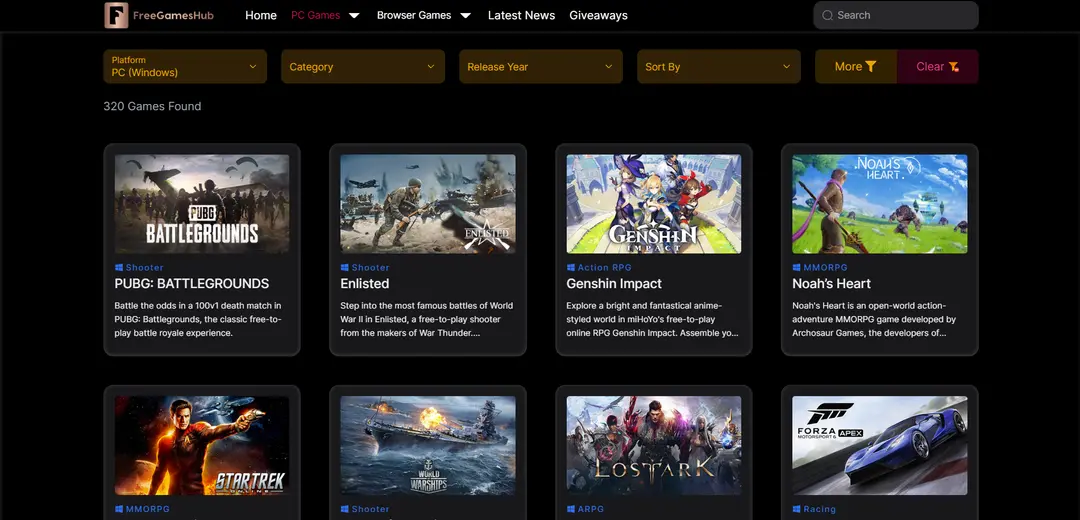 F FreeGamesHub Home PC Games Browser Games Latest News Giveaways Search
Platform
PC (Windows)
Category
Release Year
Sort By
More
Clear
320 Games Found
PUBG
BATTLEGROUNDS
ENLISTED
GENSHIN
IMPACT
NOAH'S
HEART
Shooter
PUBG: BATTLEGROUNDS
Battle the odds in a 100v1 death match in
PUBG: Battlegrounds, the classic free-to-
play battle royale experience.
Shooter
Enlisted
Step into the most famous battles of World
War II in Enlisted, a free-to-play shooter
from the makers of War Thunder....
Action RPG
Genshin Impact
Explore a bright and fantastical anime-
styled world in miHoYo's free-to-play
online RPG Genshin Impact. Assemble yo...
MMORPG
Noah's Heart
Noah's Heart is an open-world action-
adventure MMORPG game developed by
Archosaur Games, the developers of...
STAR TREK
ONLINE
WORLD
OF
WARSHIPS
LOST ARK
FORZA
MOTORSPORT 6 APEX
MMORPG
Shooter
ARPG
Racing